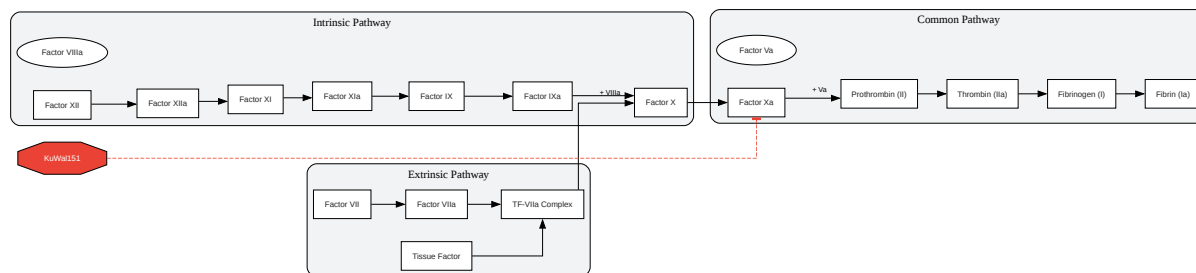 Intrinsic Pathway
Factor VIIIa
Factor XII
Factor XIIa
Factor XI
Factor XIa
Factor IX
Factor IXa
+ VIIIa
Factor X
Common Pathway
Factor Va
Factor Xa
+ Va
Prothrombin (II)
Thrombin (IIa)
Fibrinogen (I)
Fibrin (Ia)
KuWal151
Extrinsic Pathway
Factor VII
Factor VIIa
TF-VIIa Complex
Tissue Factor